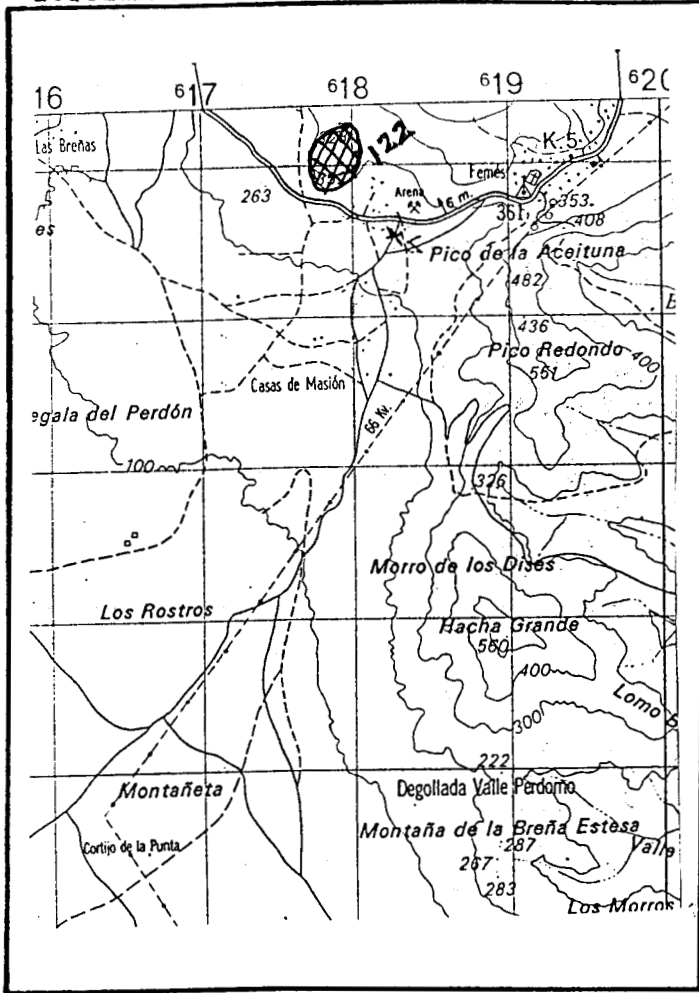 16 617 618 619 620
Las Breñas
122
K-5
Femés
263
Arena
6 m.
361
353
408
es
Pico de la Aceituna
482
436
Pico Redondo
400
551
Casas de Masión
egala del Perdón
66 Kv.
100
326
Morro de los Dises
Los Rostros
Hacha Grande
560
400
Lomo B
300
222
Montañeta
Degollada Valle Perdomo
Montaña de la Breña Estesa
Cortijo de la Punta
287
Valle
267
283
Los Morros